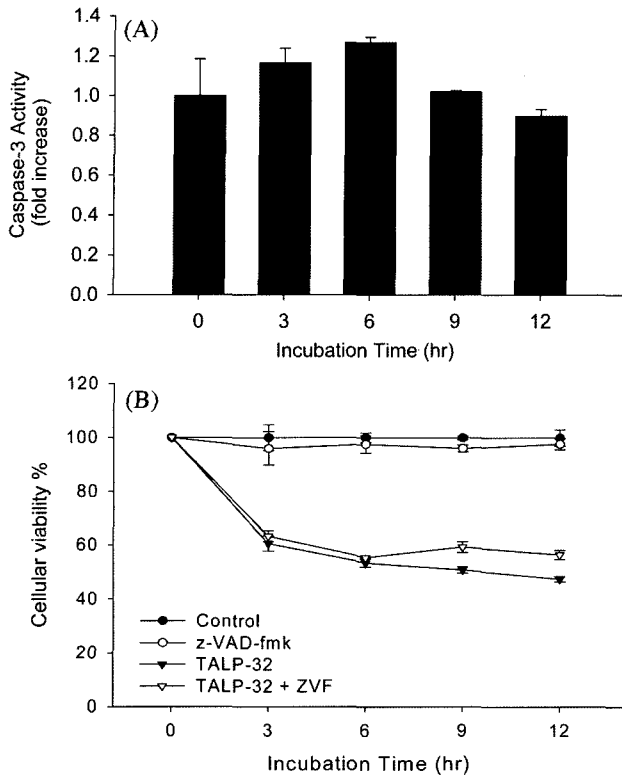 (A)
Caspase-3 Activity
(fold increase)
1.4
1.2
1.0
0.8
0.6
0.4
0.2
0.0
0 3 6 9 12
Incubation Time (hr)
(B)
Cellular viability %
120
100
80
60
40
20
0
Control
z-VAD-fmk
TALP-32
TALP-32 + ZVF
0 3 6 9 12
Incubation Time (hr)